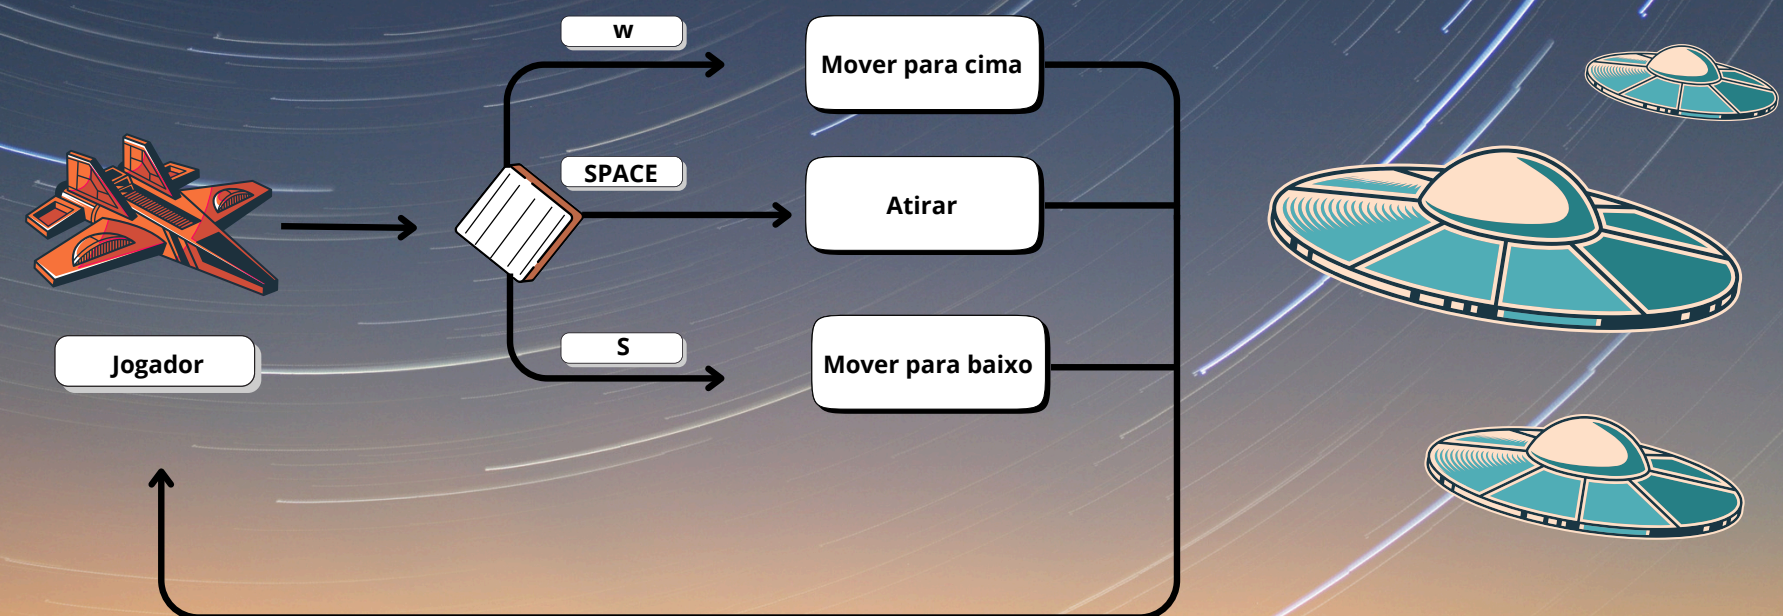 w
Mover para cima
SPACE
Atirar
S
Mover para baixo
Jogador